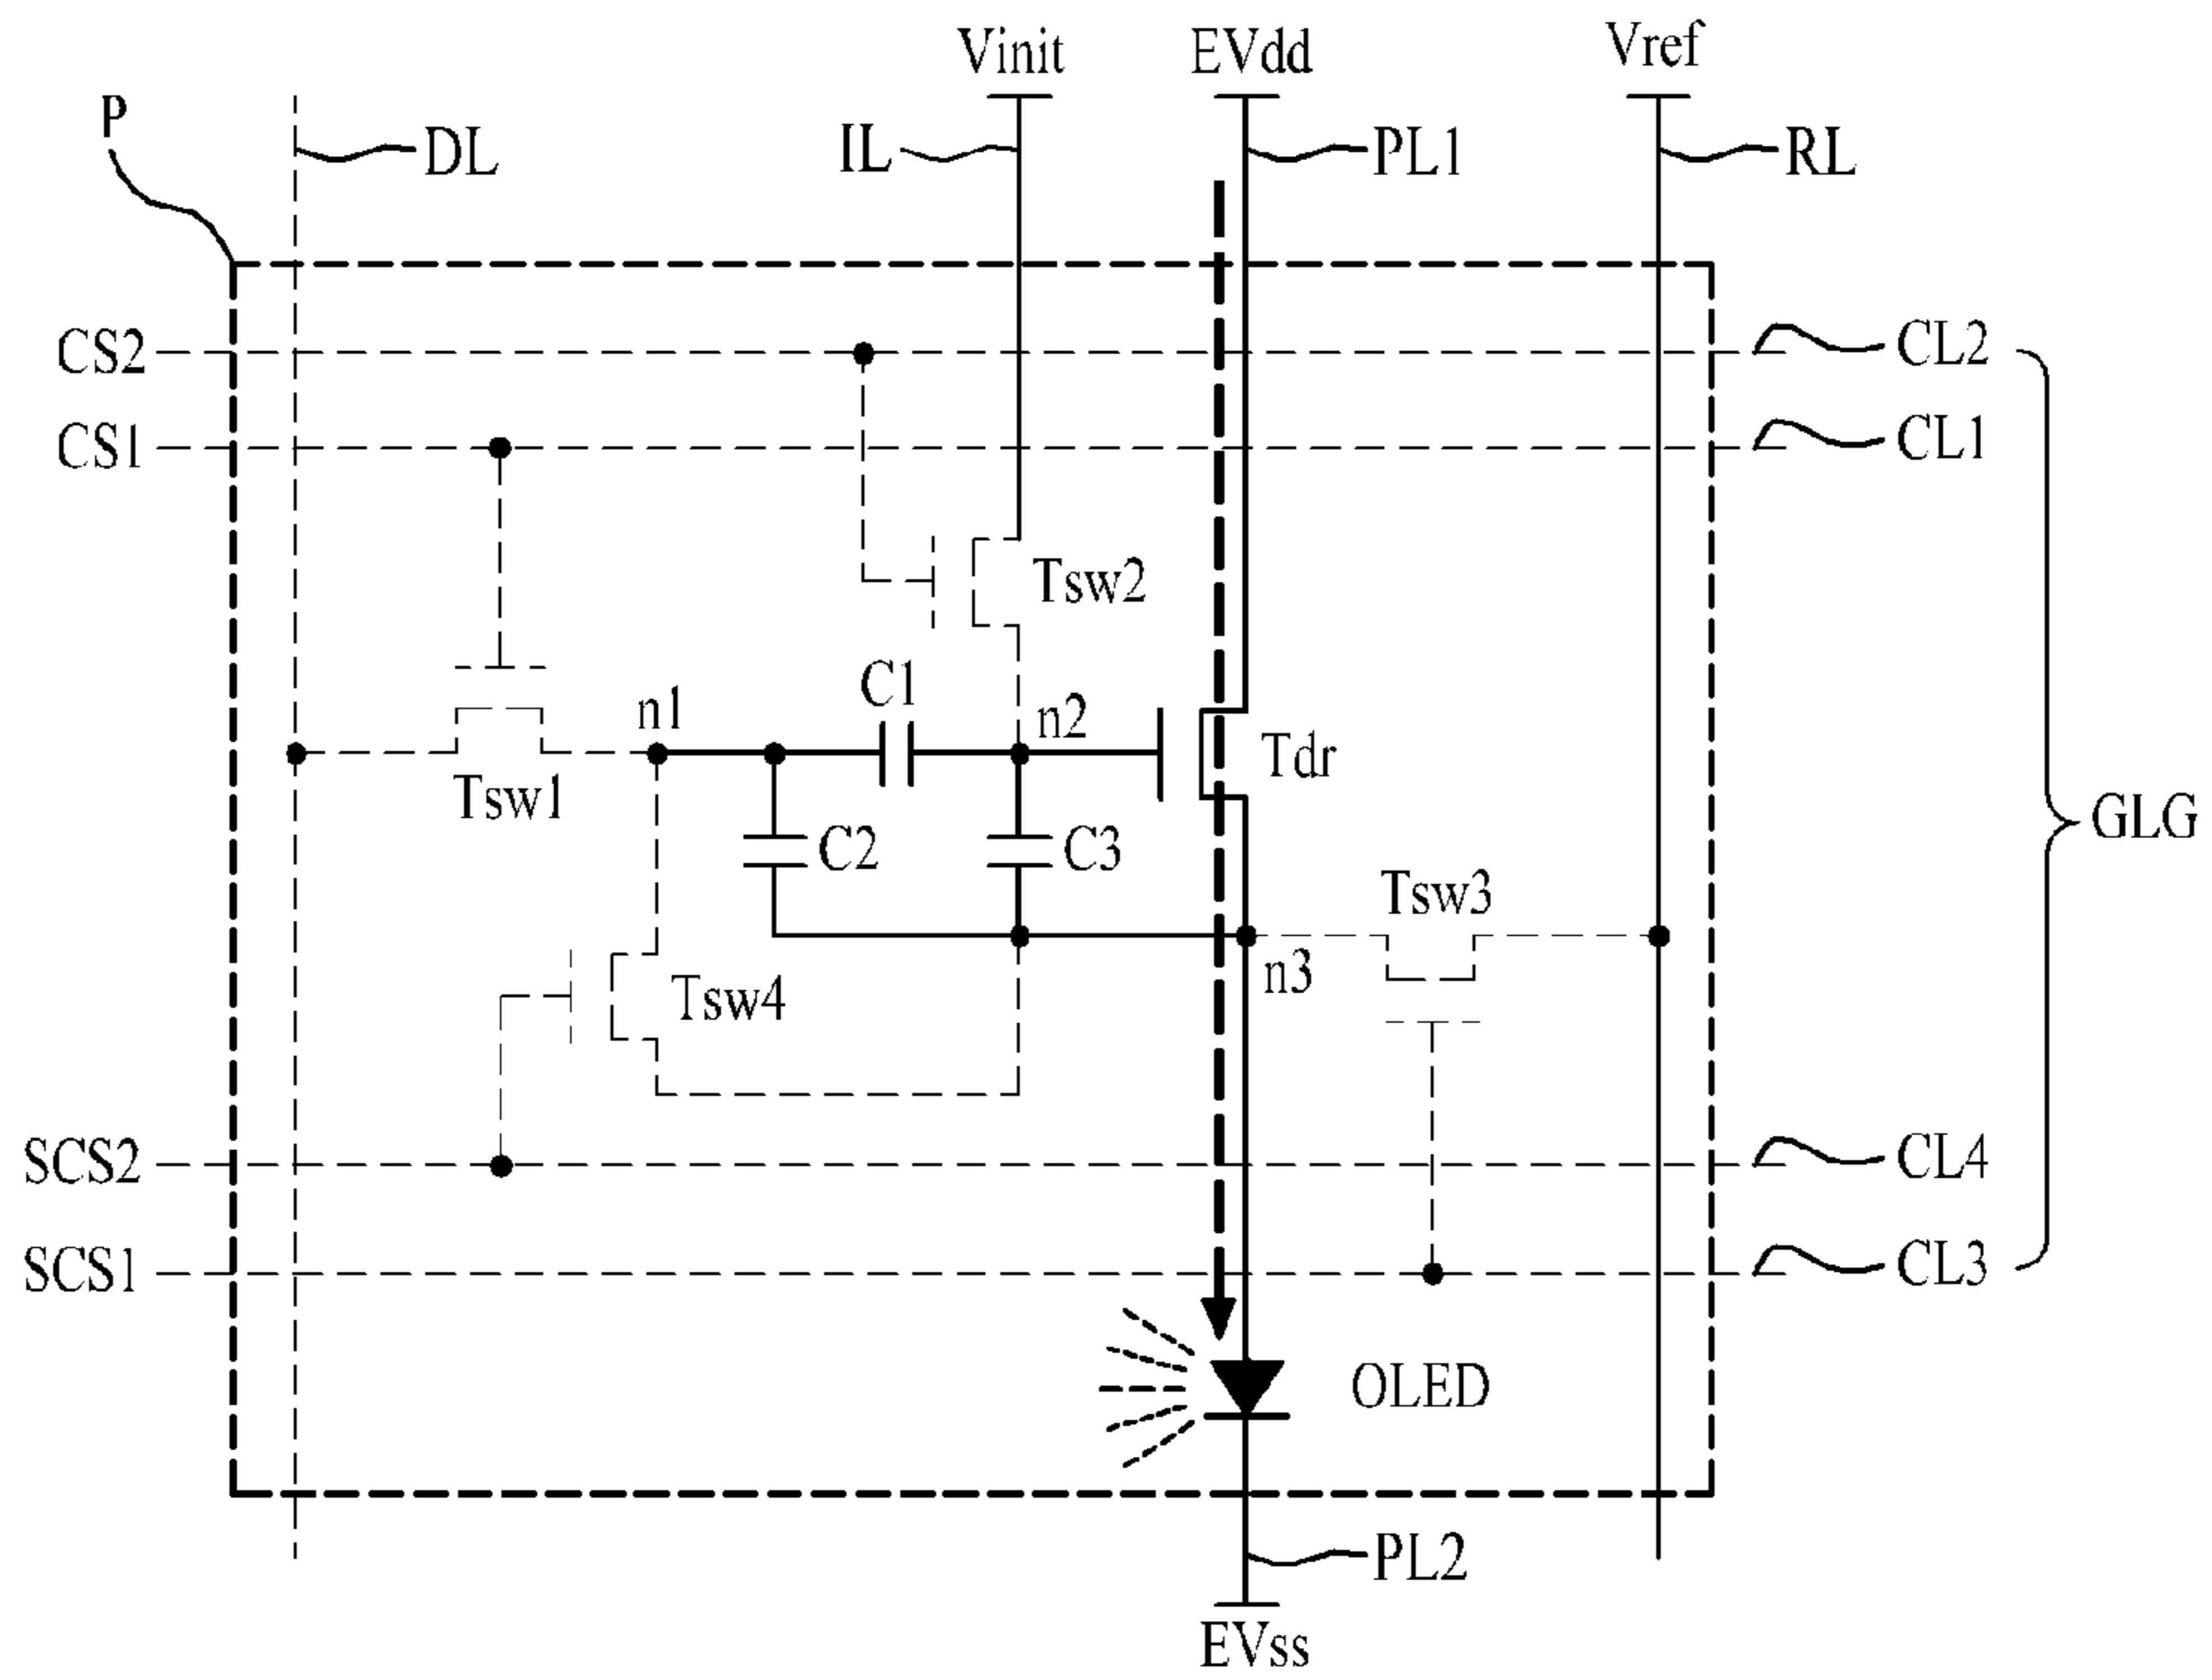 Vinit EVdd Vref
P DL IL PL1 RL
CS2 CL2
CS1 CL1
Tsw2
C1
n1 n2
Tdr
Tsw1
GLG
C2 C3
Tsw3
n3
Tsw4
SCS2 CL4
SCS1 CL3
OLED
PL2
EVss